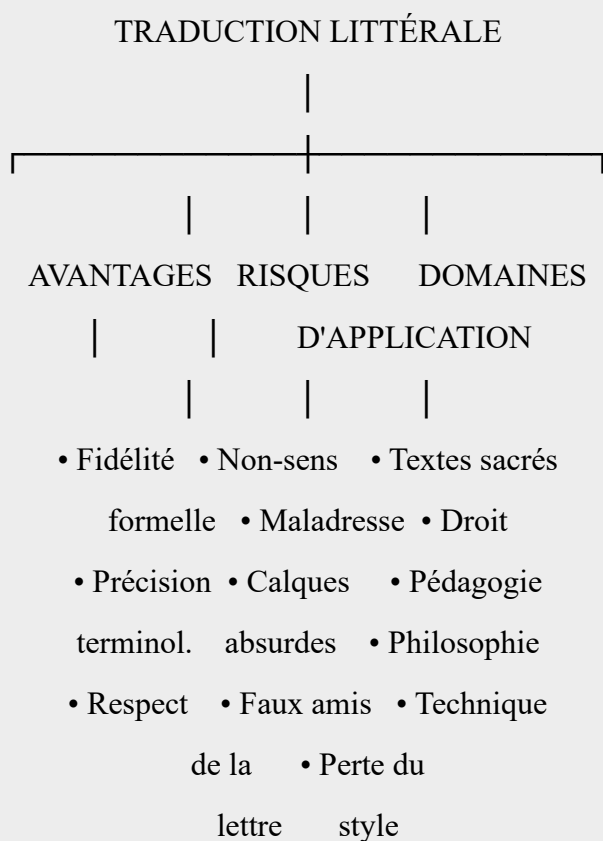 TRADUCTION LITTÉRALE
AVANTAGES RISQUES DOMAINES
D'APPLICATION
• Fidélité • Non-sens • Textes sacrés
formelle • Maladresse • Droit
• Précision • Calques • Pédagogie
terminol. absurdes • Philosophie
• Respect • Faux amis • Technique
de la • Perte du
lettre style